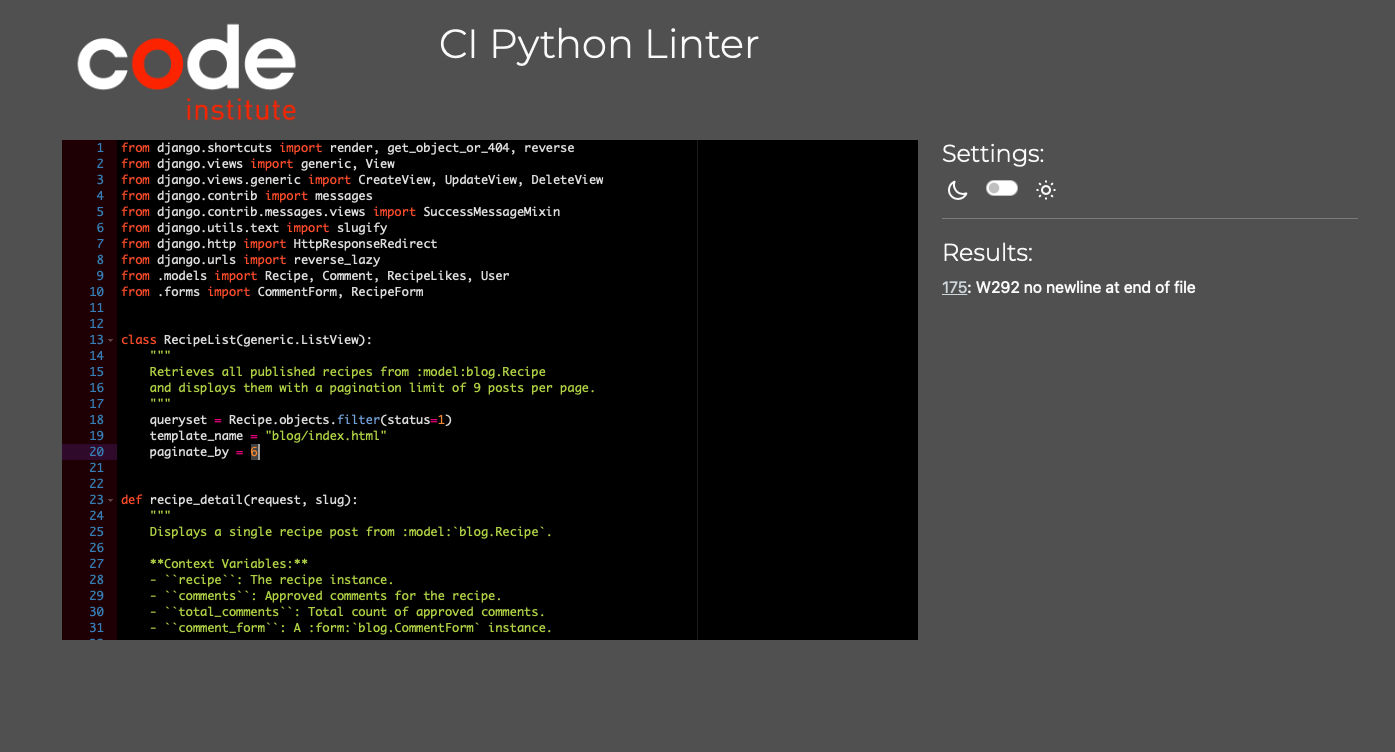 code
institute
CI Python Linter
1 from django.shortcuts import render, get_object_or_404, reverse
2 from django.views import generic, View
3 from django.views.generic import CreateView, UpdateView, DeleteView
4 from django.contrib import messages
5 from django.contrib.messages.views import SuccessMessageMixin
6 from django.utils.text import slugify
7 from django.http import HttpResponseRedirect
8 from django.urls import reverse_lazy
9 from .models import Recipe, Comment, RecipeLikes, User
10 from .forms import CommentForm, RecipeForm
11
12
13 class RecipeList(generic.ListView):
14     """
15     Retrieves all published recipes from :model:blog.Recipe
16     and displays them with a pagination limit of 9 posts per page.
17     """
18     queryset = Recipe.objects.filter(status=1)
19     template_name = "blog/index.html"
20     paginate_by = 6
21
22
23 def recipe_detail(request, slug):
24     """
25     Displays a single recipe post from :model:`blog.Recipe`.
26
27     **Context Variables:**
28     - ``recipe``: The recipe instance.
29     - ``comments``: Approved comments for the recipe.
30     - ``total_comments``: Total count of approved comments.
31     - ``comment_form``: A :form:`blog.CommentForm` instance.
Settings:
Results:
175: W292 no newline at end of file